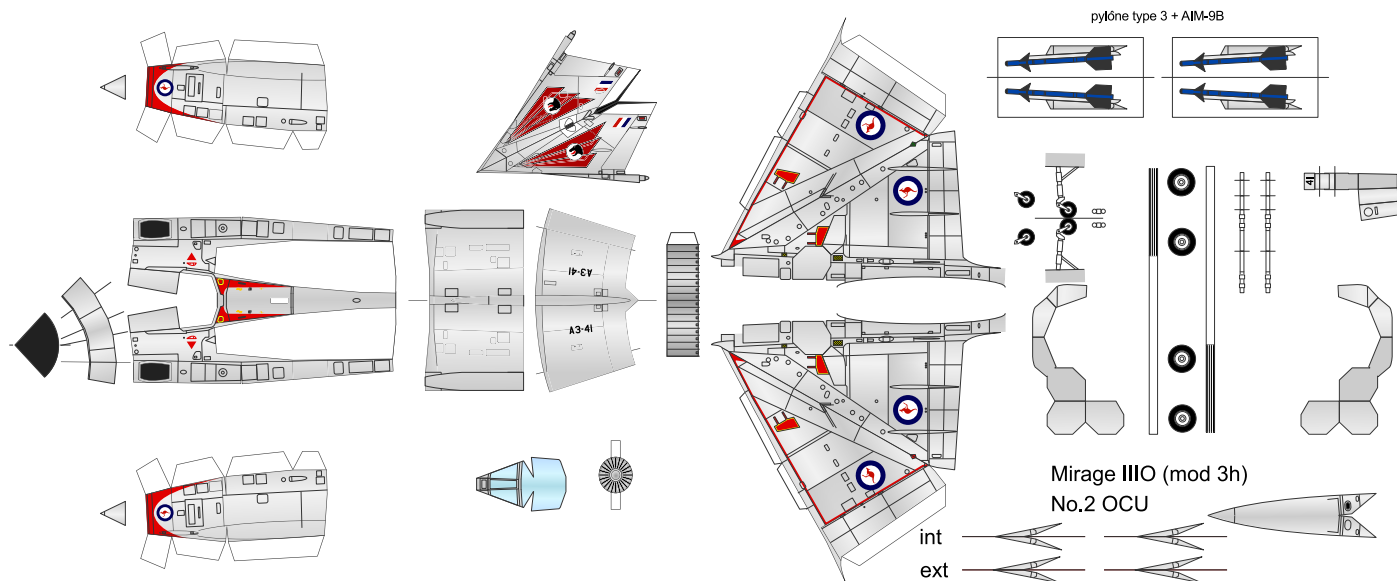 pylône type 3 + AIM-9B
41
A3-41
A3-41
Mirage IIIO (mod 3h)
No.2 OCU
int
ext